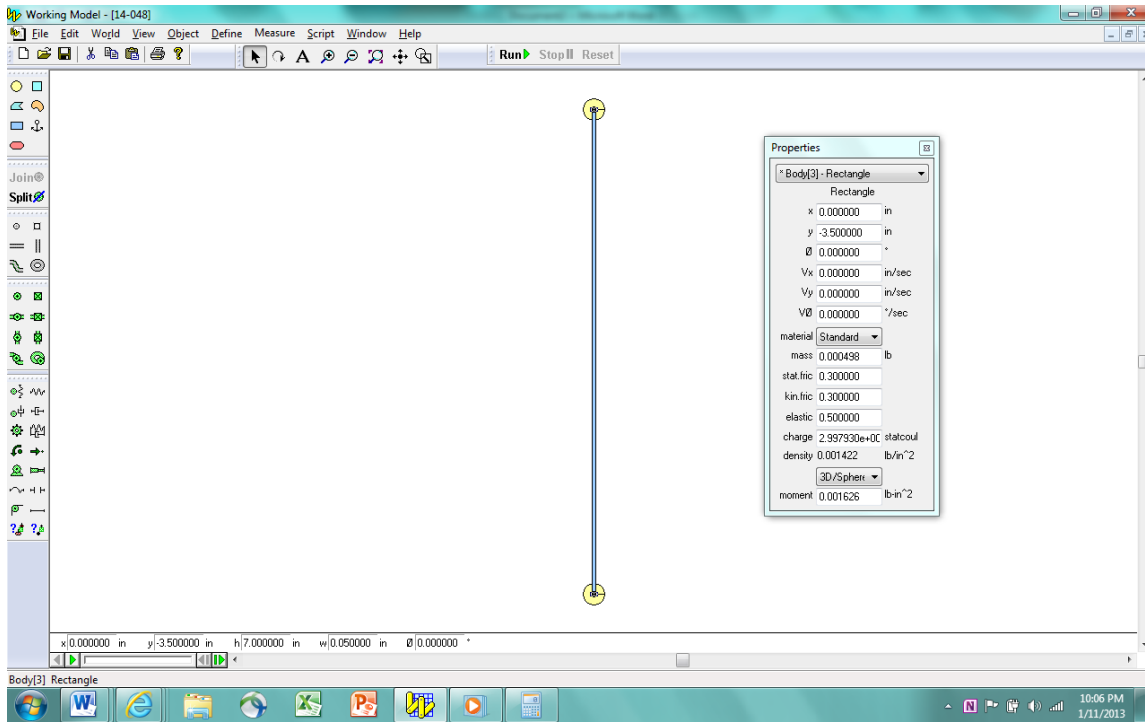 Working Model - [14-048]
File Edit World View Object Define Measure Script Window Help
A Run Stop Reset
Join
Split
Properties
Body[3] - Rectangle
Rectangle
x 0.000000 in
y -3.500000 in
Ø 0.000000 °
Vx 0.000000 in/sec
Vy 0.000000 in/sec
VØ 0.000000 °/sec
material Standard
mass 0.000498 lb
stat.fric 0.300000
kin.fric 0.300000
elastic 0.500000
charge 2.997930e+0C statcoul
density 0.001422 lb/in^2
3D/Sphere
moment 0.001626 lb-in^2
x 0.000000 in y -3.500000 in h 7.000000 in w 0.050000 in Ø 0.000000 °
Body[3] Rectangle
10:06 PM
1/11/2013